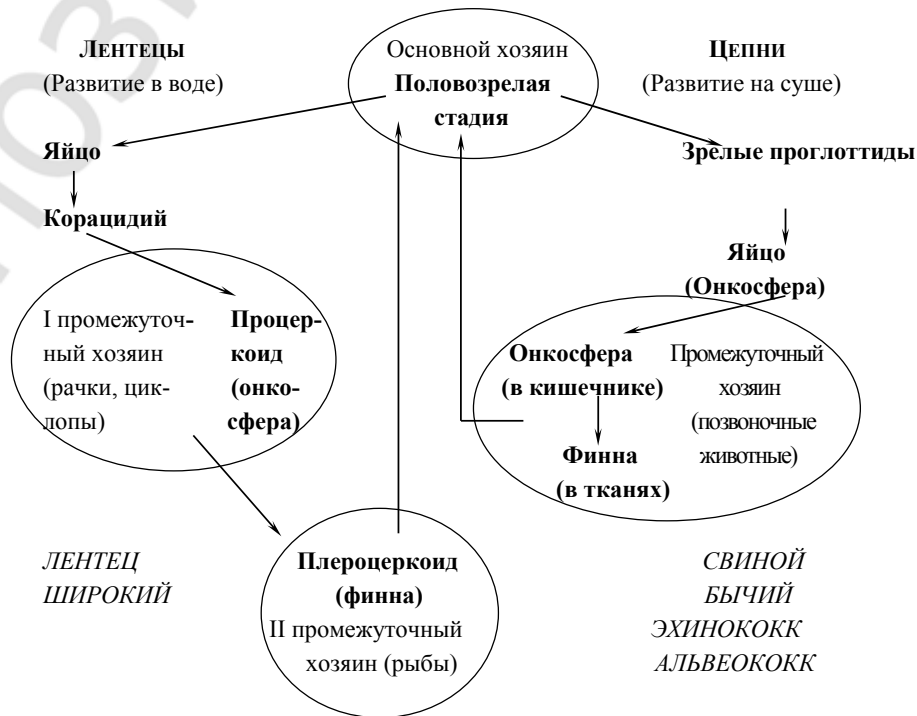 ЛЕНТЕЦЫ
(Развитие в воде)
Основной хозяин
Половозрелая
стадия
ЦЕПНИ
(Развитие на суше)
Яйцо
Корацидий
I промежуточ-
ный хозяин
(рачки, цик-
лопы)
Процер-
коид
(онко-
сфера)
Зрелые проглоттиды
Яйцо
(Онкосфера)
Онкосфера
(в кишечнике)
Финна
(в тканях)
Промежуточный
хозяин
(позвоночные
животные)
Плероцеркоид
(финна)
II промежуточный
хозяин (рыбы)
ЛЕНТЕЦ
ШИРОКИЙ
СВИНОЙ
БЫЧИЙ
ЭХИНОКОКК
АЛЬВЕОКОКК